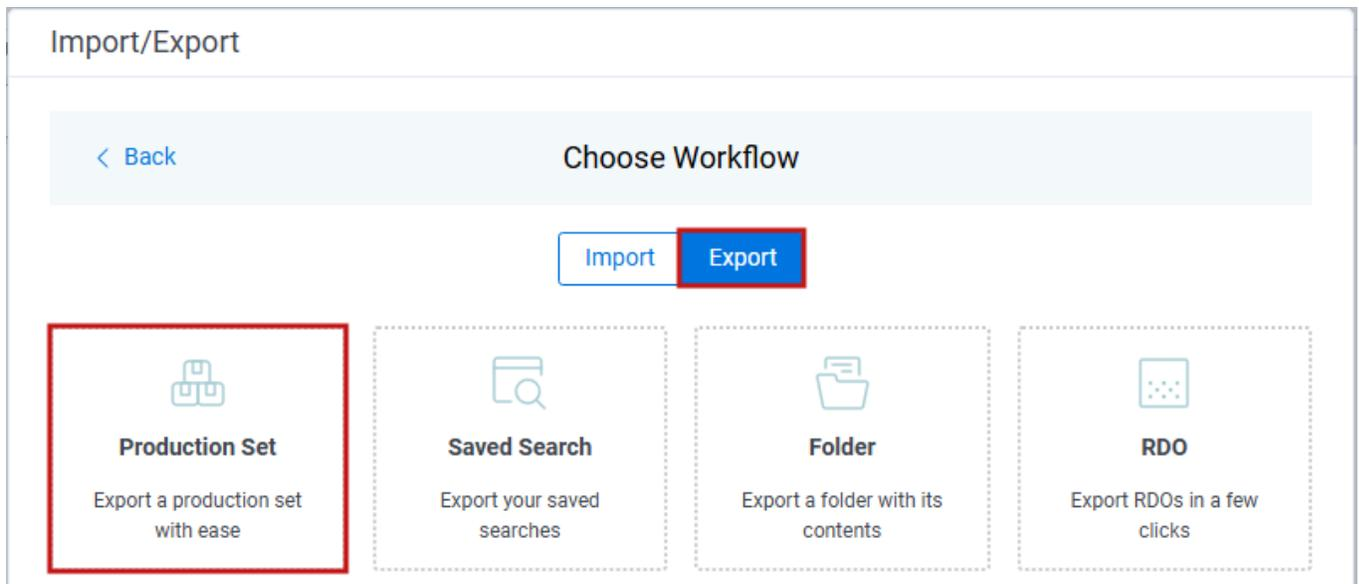 Import/Export
Back
Choose Workflow
Import
Export
Production Set
Export a production set
with ease
Saved Search
Export your saved
searches
Folder
Export a folder with its
contents
RDO
Export RDOs in a few
clicks